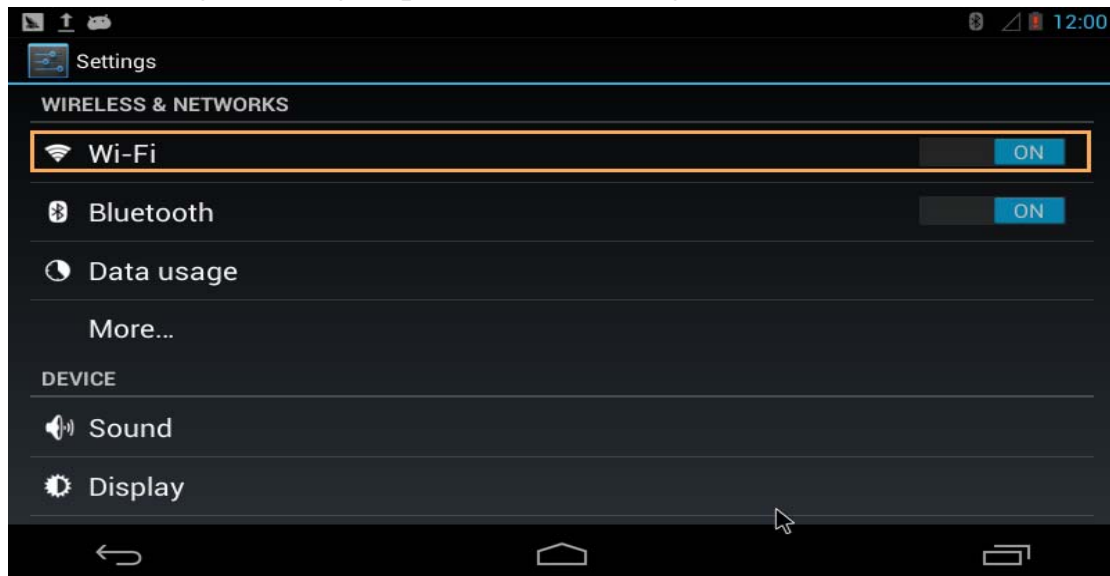 12:00
Settings
WIRELESS & NETWORKS
Wi-Fi ON
Bluetooth ON
Data usage
More...
DEVICE
Sound
Display